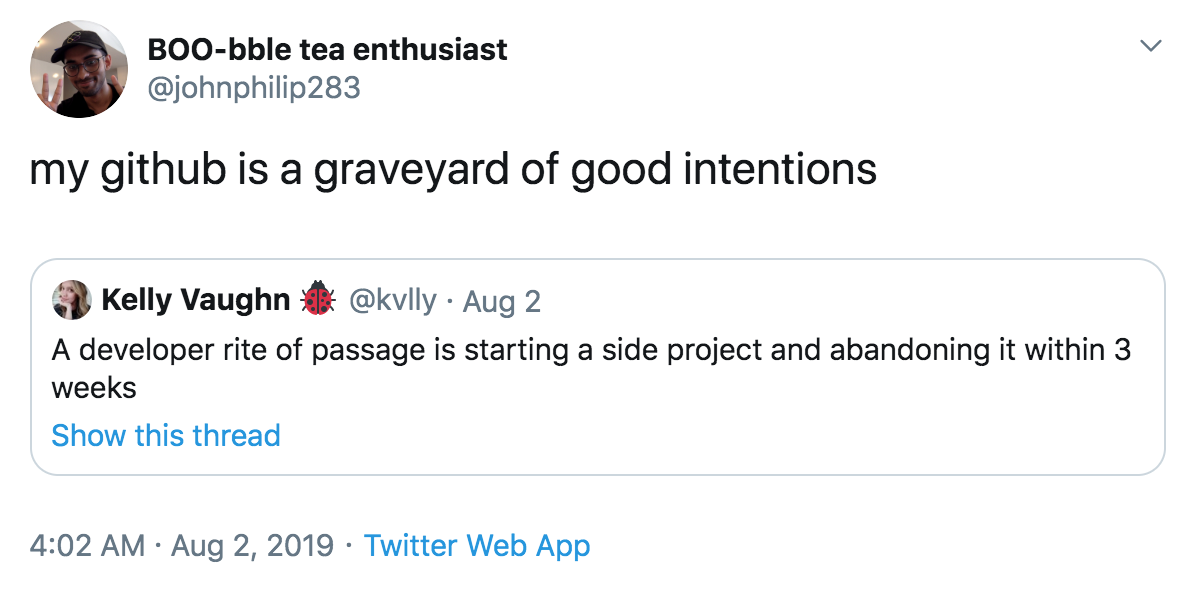 BOO-bble tea enthusiast
@johnphilip283
my github is a graveyard of good intentions
Kelly Vaughn 🐞 @kvlly · Aug 2
A developer rite of passage is starting a side project and abandoning it within 3
weeks
Show this thread
4:02 AM · Aug 2, 2019 · Twitter Web App